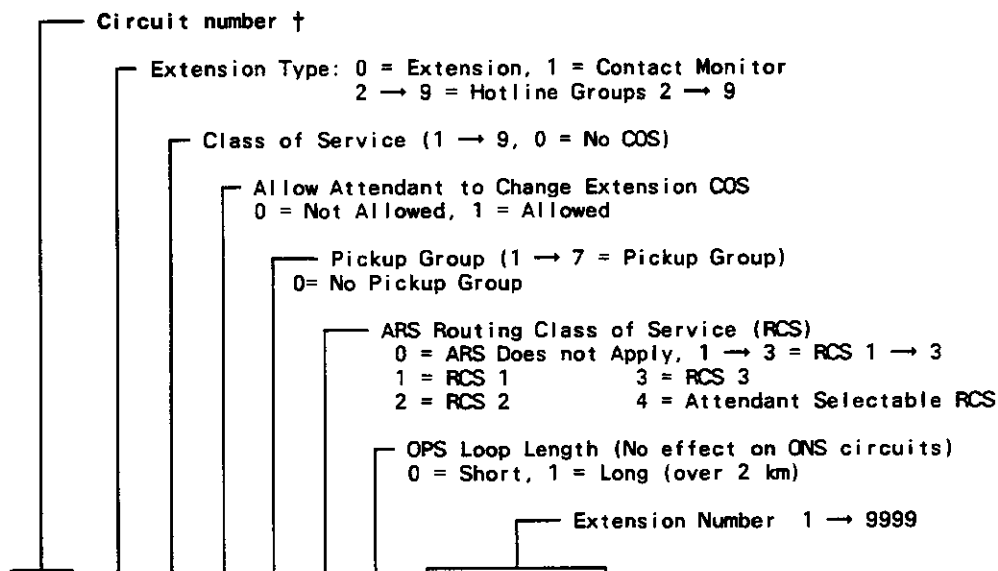 Circuit number †
Extension Type: 0 = Extension, 1 = Contact Monitor
2 → 9 = Hotline Groups 2 → 9
Class of Service (1 → 9, 0 = No COS)
Allow Attendant to Change Extension COS
0 = Not Allowed, 1 = Allowed
Pickup Group (1 → 7 = Pickup Group)
0= No Pickup Group
ARS Routing Class of Service (RCS)
0 = ARS Does not Apply, 1 → 3 = RCS 1 → 3
1 = RCS 1 3 = RCS 3
2 = RCS 2 4 = Attendant Selectable RCS
OPS Loop Length (No effect on ONS circuits)
0 = Short, 1 = Long (over 2 km)
Extension Number 1 → 9999